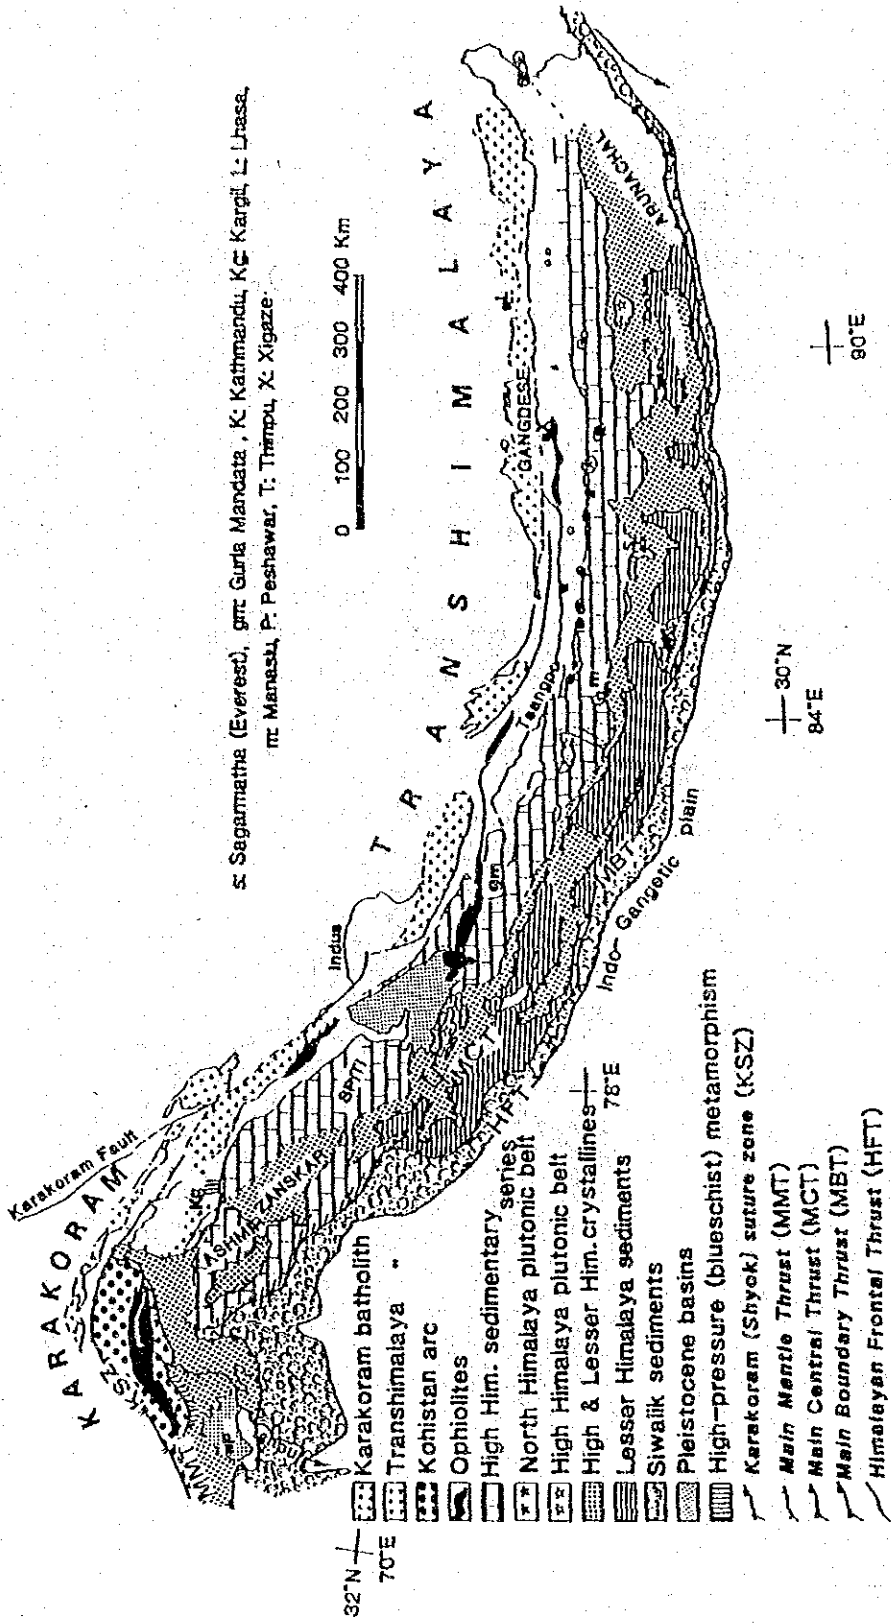 s: Sagarmatha (Everest), gm: Gurla Mandata , K: Kathmandu, Kg: Kargil, L: Lhasa,
m: Manaslu, P: Peshawar, T: Thimpu, X: Xigaze.
0 100 200 300 400 Km
KARAKORAM
Karakoram Fault
TRANSHIMALAYA
Indus
GANGDESE
Tsangpo
KSZ
MMT
KASHMIR
ZANSKAR
SPITI
Kg
gm
m
L
MCT
HFT
MBT
ARUNACHAL
Indo-Gangetic plain
32°N
70°E
78°E
30°N
84°E
90°E
Karakoram batholith
Transhimalaya "
Kohistan arc
Ophiolites
High Him. sedimentary series
North Himalaya plutonic belt
High Himalaya plutonic belt
High & Lesser Him. crystallines
Lesser Himalaya sediments
Siwalik sediments
Pleistocene basins
High-pressure (blueschist) metamorphism
Karakoram (Shyok) suture zone (KSZ)
Main Mantle Thrust (MMT)
Main Central Thrust (MCT)
Main Boundary Thrust (MBT)
Himalayan Frontal Thrust (HFT)